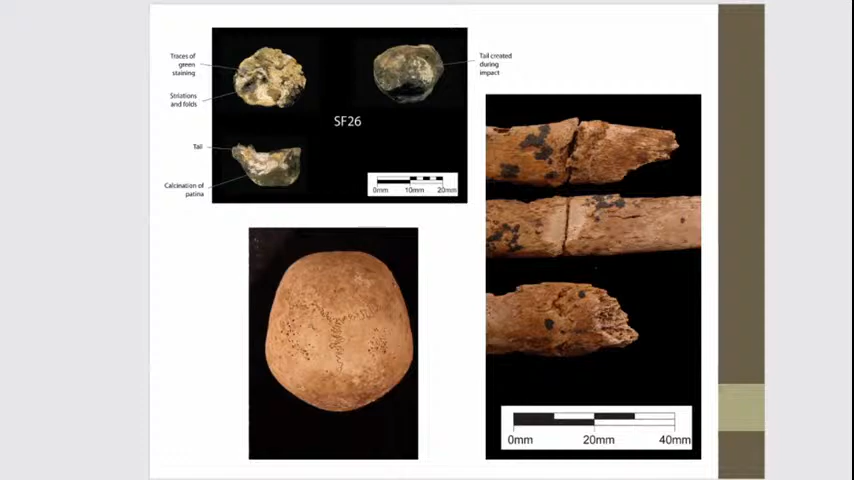 Traces of
green
staining
Striations
and folds
Tail
Calcination of
patina
SF26
0mm 10mm 20mm
Tail created
during
impact
0mm 20mm 40mm